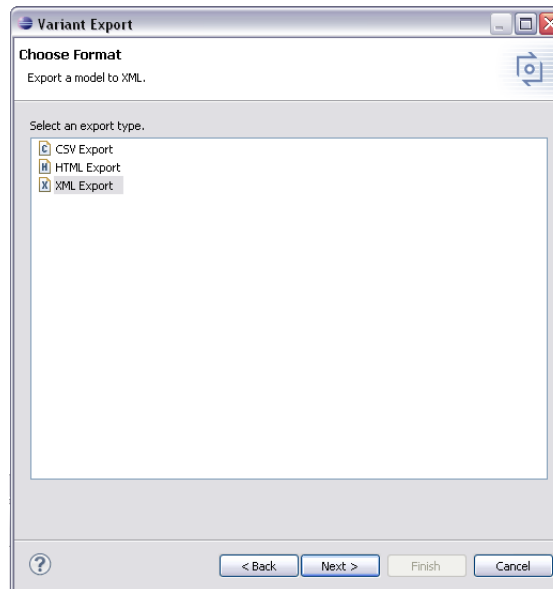 Variant Export
Choose Format
Export a model to XML.
Select an export type.
C CSV Export
H HTML Export
X XML Export
?
< Back Next > Finish Cancel